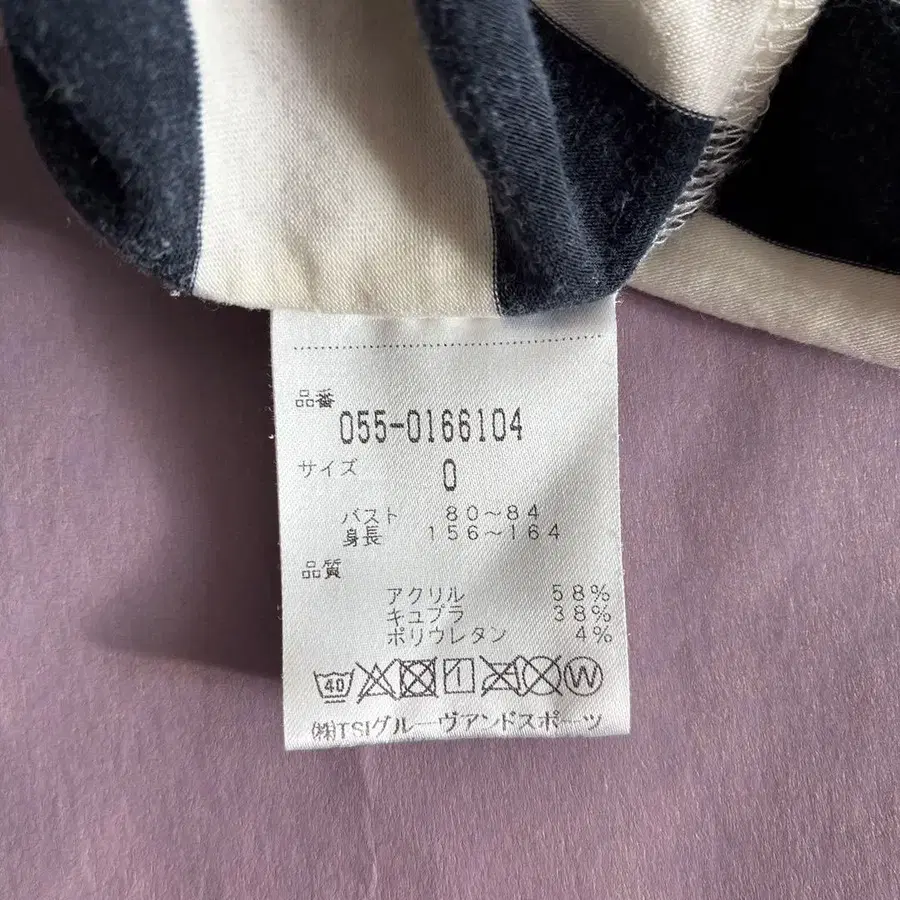 品番
055-0166104
サイズ 0
バスト 80～84
身長 156～164
品質
アクリル 58%
キュプラ 38%
ポリウレタン 4%
40 W
㈱TSIグルーヴアンドスポーツ